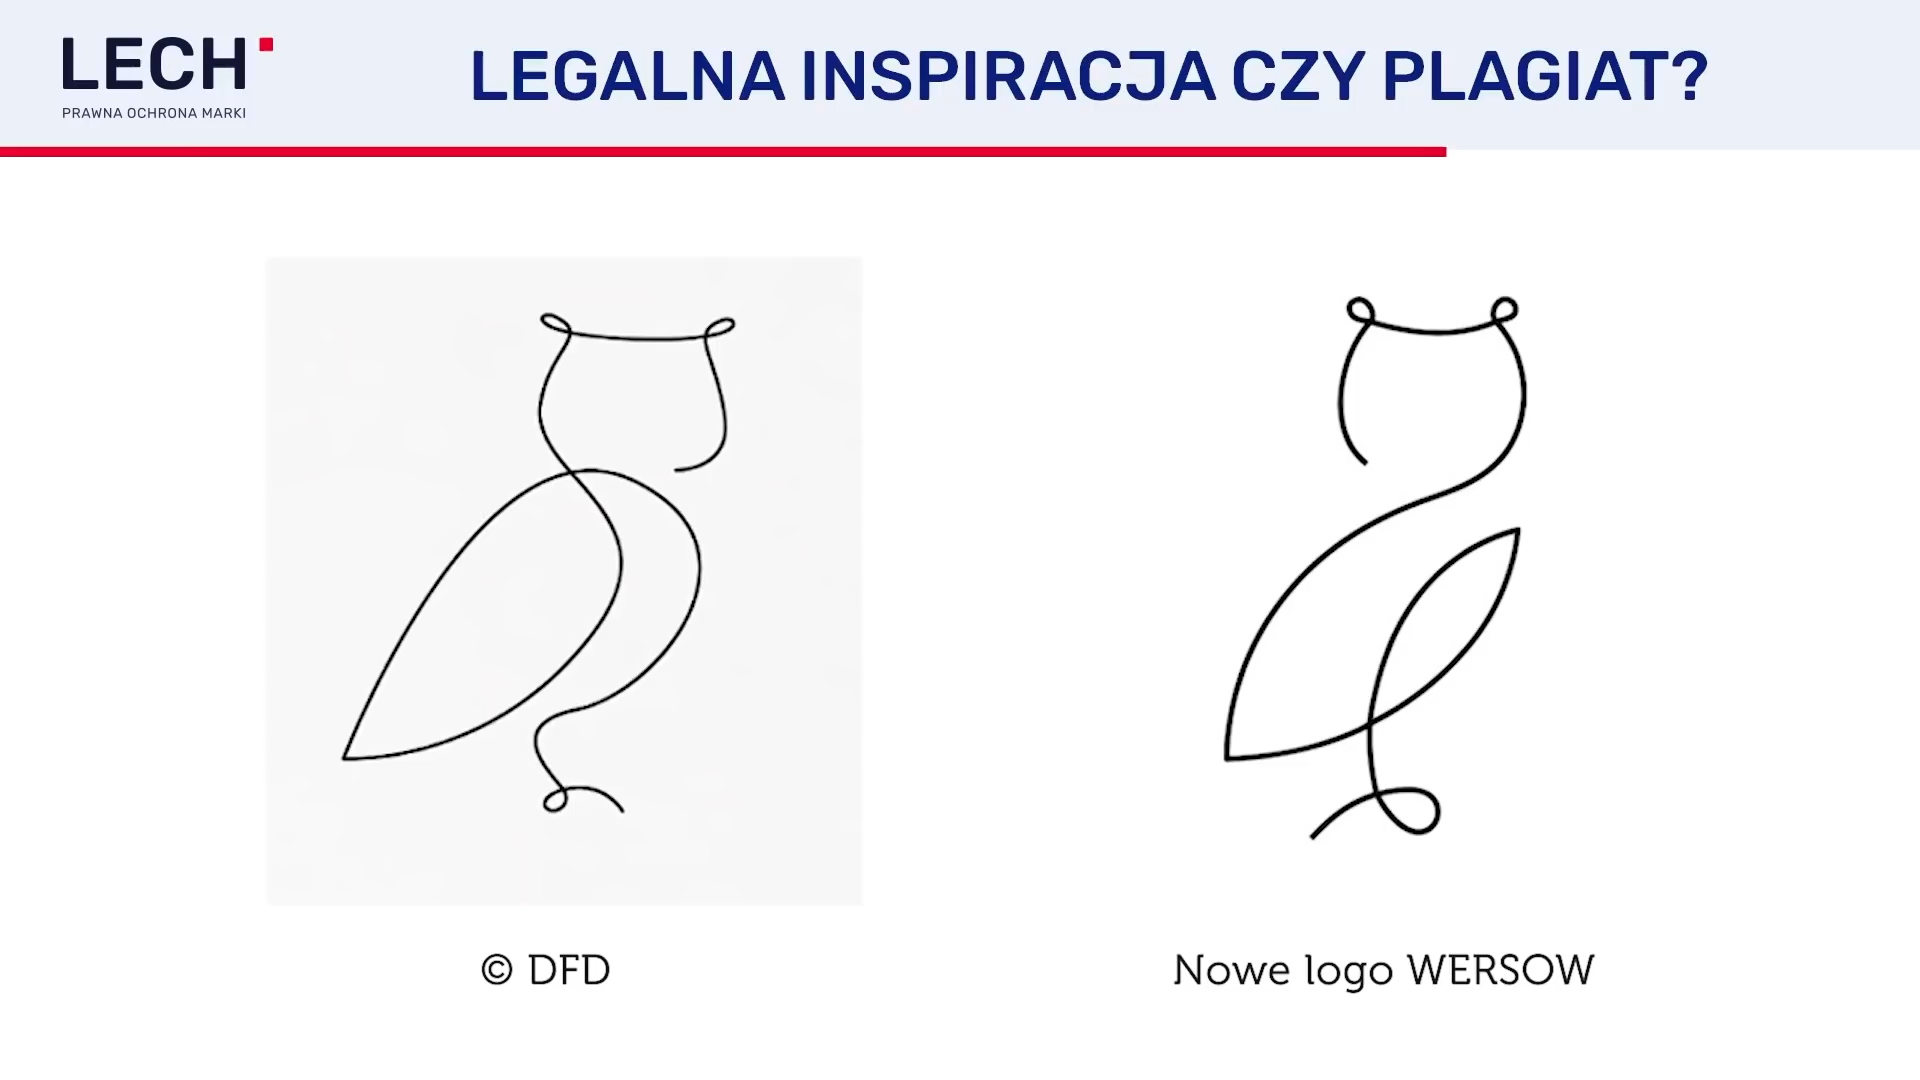 LECH
PRAWNA OCHRONA MARKI
LEGALNA INSPIRACJA CZY PLAGIAT?
© DFD
Nowe logo WERSOW